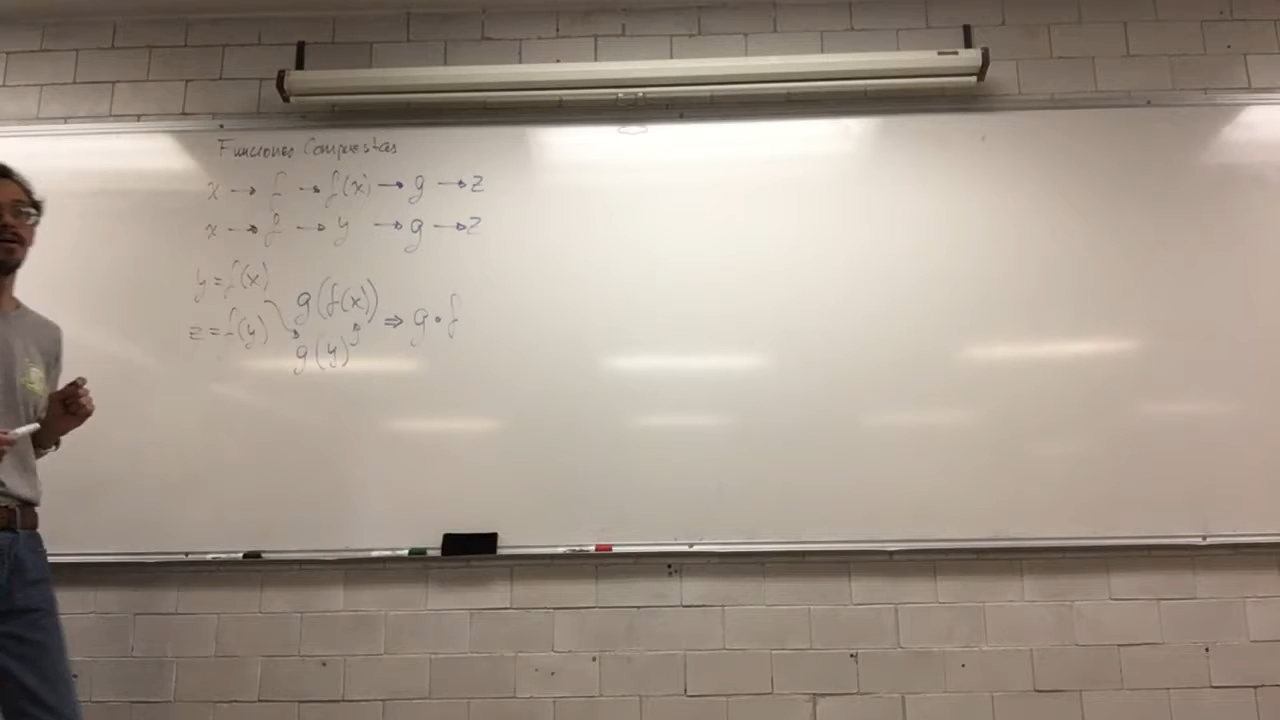 Funciones Compuestas
x → f → f(x) → g → z
x → f → y → g → z
y = f(x)
g(f(x)) ⇒ g • f
z = f(y)
g(y)